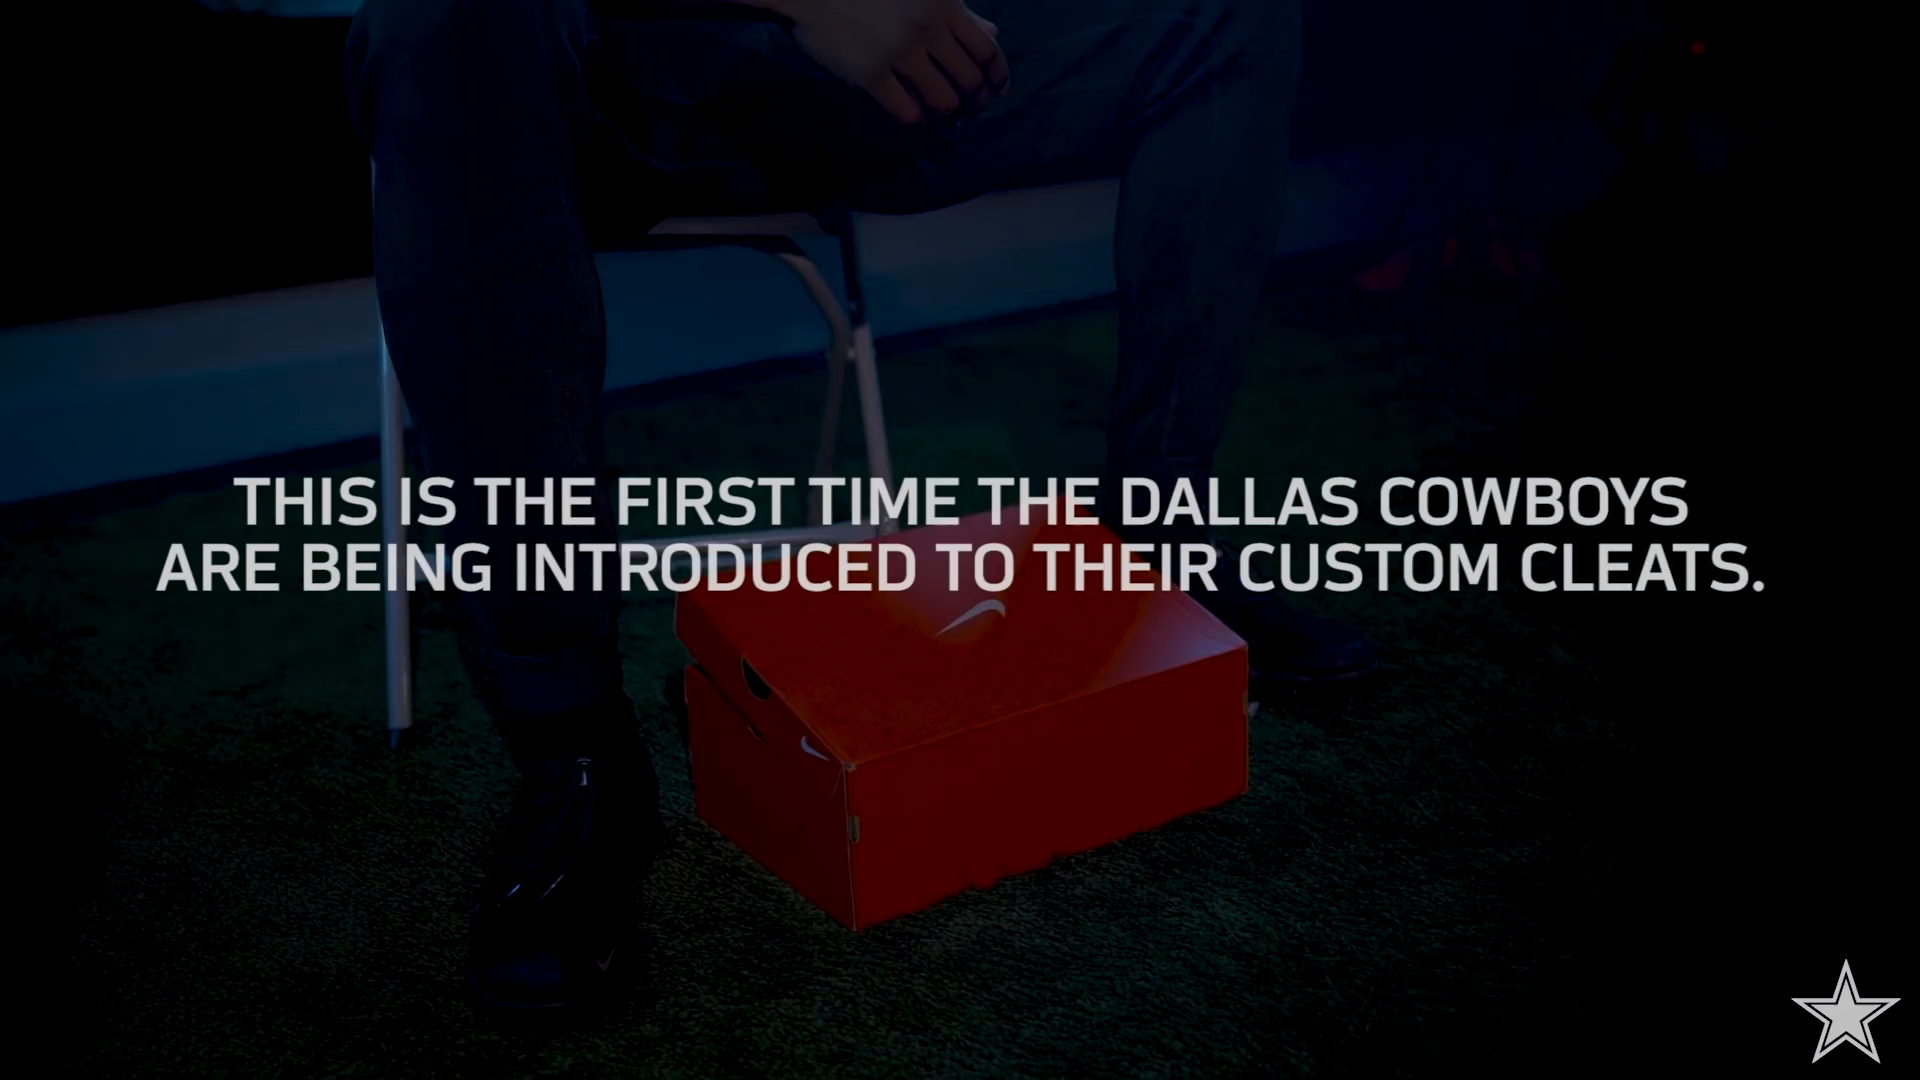 THIS IS THE FIRST TIME THE DALLAS COWBOYS
ARE BEING INTRODUCED TO THEIR CUSTOM CLEATS.